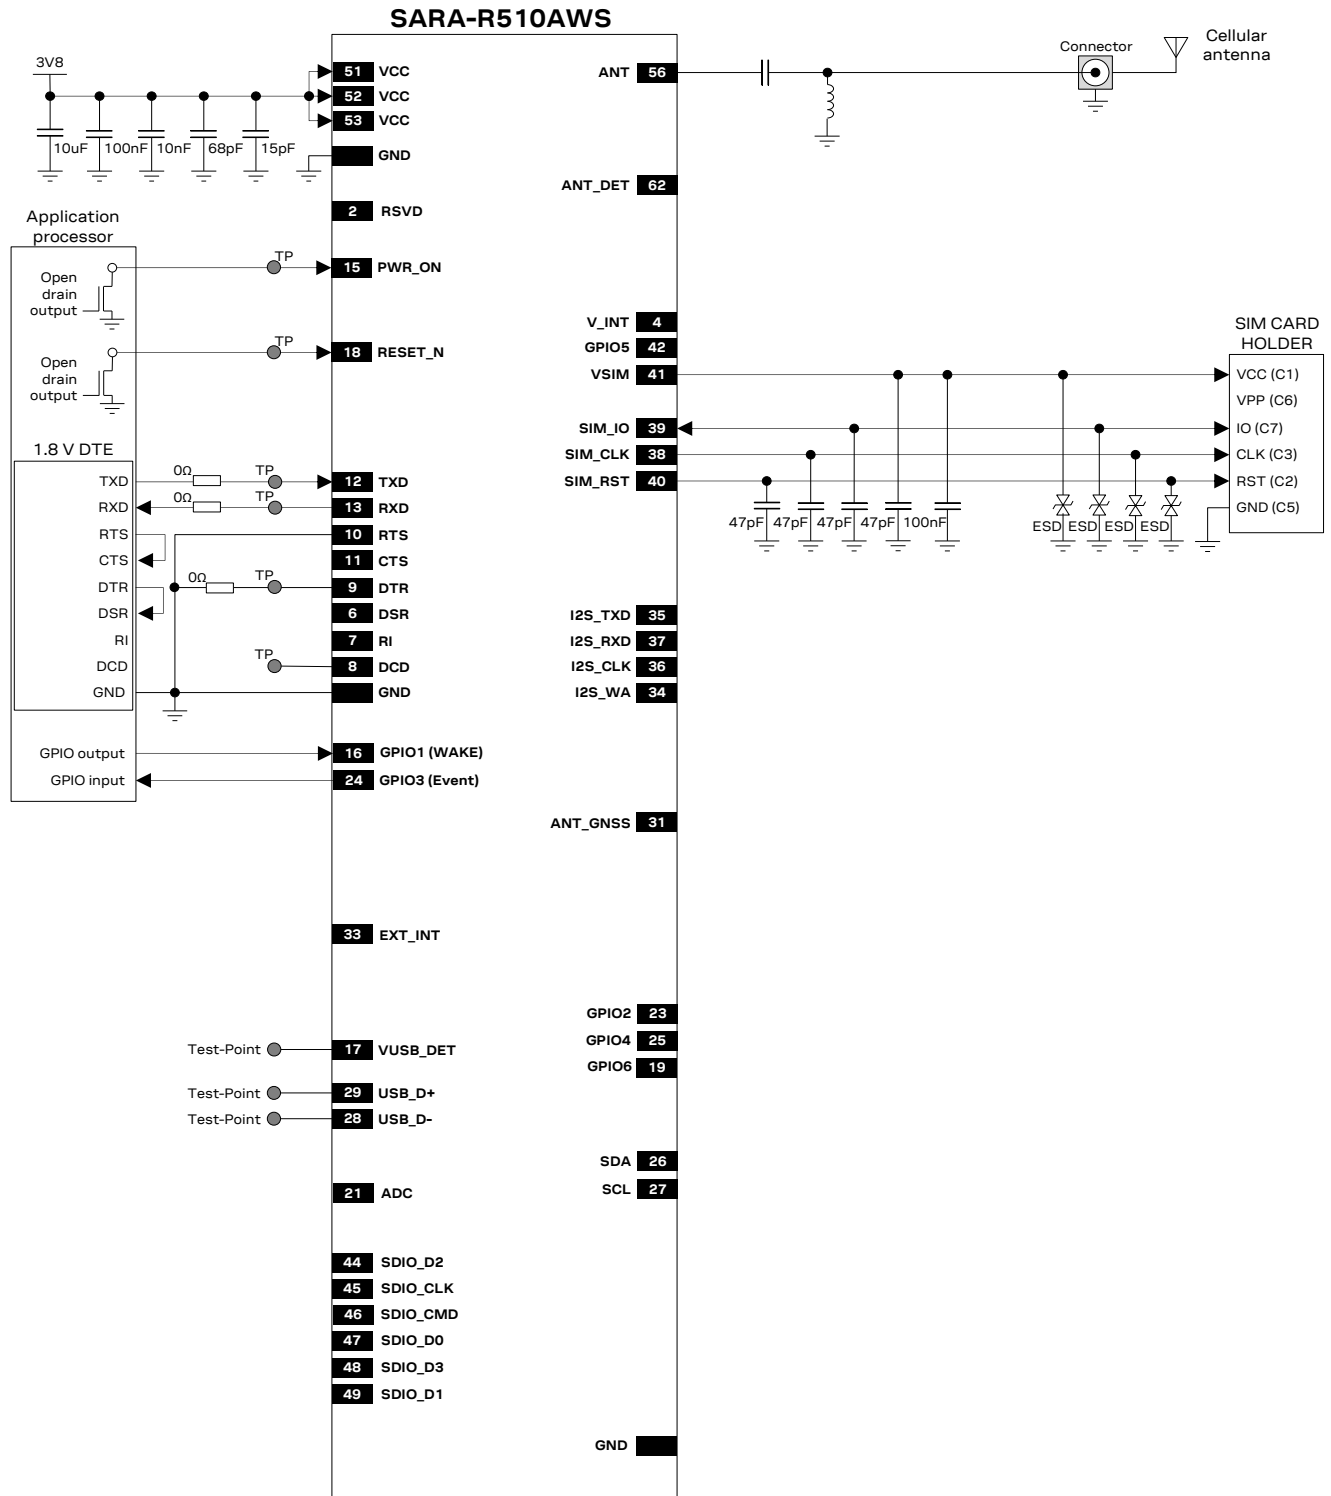 SARA-R510AWS
3V8
10uF 100nF 10nF 68pF 15pF
51 VCC
52 VCC
53 VCC
GND
2 RSVD
Application
processor
Open
drain
output
TP
15 PWR_ON
Open
drain
output
TP
18 RESET_N
1.8 V DTE
TXD 0Ω TP 12 TXD
RXD 0Ω TP 13 RXD
RTS 10 RTS
CTS 11 CTS
DTR 0Ω TP 9 DTR
DSR 6 DSR
RI 7 RI
DCD TP 8 DCD
GND GND
GPIO output 16 GPIO1 (WAKE)
GPIO input 24 GPIO3 (Event)
33 EXT_INT
Test-Point 17 VUSB_DET
Test-Point 29 USB_D+
Test-Point 28 USB_D-
21 ADC
44 SDIO_D2
45 SDIO_CLK
46 SDIO_CMD
47 SDIO_D0
48 SDIO_D3
49 SDIO_D1
ANT 56
Connector
Cellular
antenna
ANT_DET 62
V_INT 4
GPIO5 42
VSIM 41
SIM_IO 39
SIM_CLK 38
SIM_RST 40
47pF 47pF 47pF 47pF 100nF
ESD ESD ESD ESD
SIM CARD
HOLDER
VCC (C1)
VPP (C6)
IO (C7)
CLK (C3)
RST (C2)
GND (C5)
I2S_TXD 35
I2S_RXD 37
I2S_CLK 36
I2S_WA 34
ANT_GNSS 31
GPIO2 23
GPIO4 25
GPIO6 19
SDA 26
SCL 27
GND